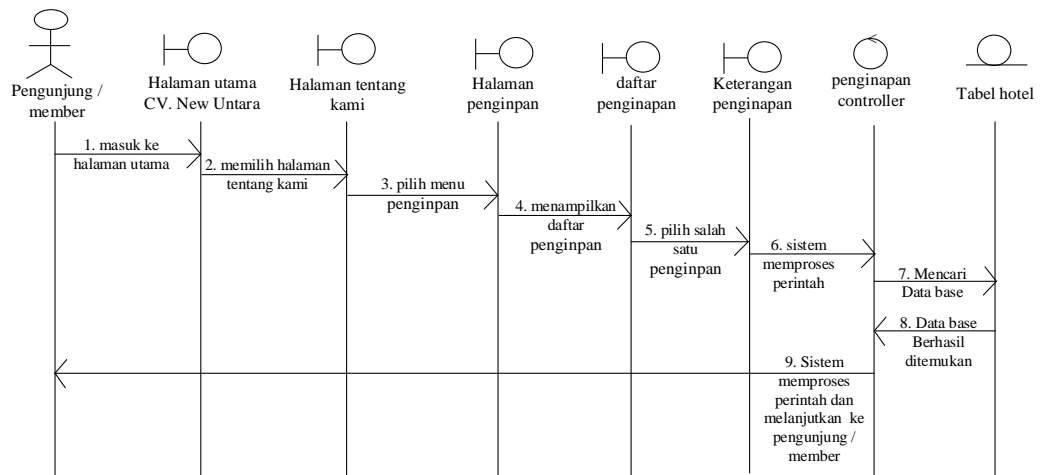 Pengunjung /
member
Halaman utama
CV. New Untara
Halaman tentang
kami
Halaman
penginpan
daftar
penginapan
Keterangan
penginapan
penginapan
controller
Tabel hotel
1. masuk ke
halaman utama
2. memilih halaman
tentang kami
3. pilih menu
penginpan
4. menampilkan
daftar
penginpan
5. pilih salah
satu
penginpan
6. sistem
memproses
perintah
7. Mencari
Data base
8. Data base
Berhasil
ditemukan
9. Sistem
memproses
perintah dan
melanjutkan ke
pengunjung /
member